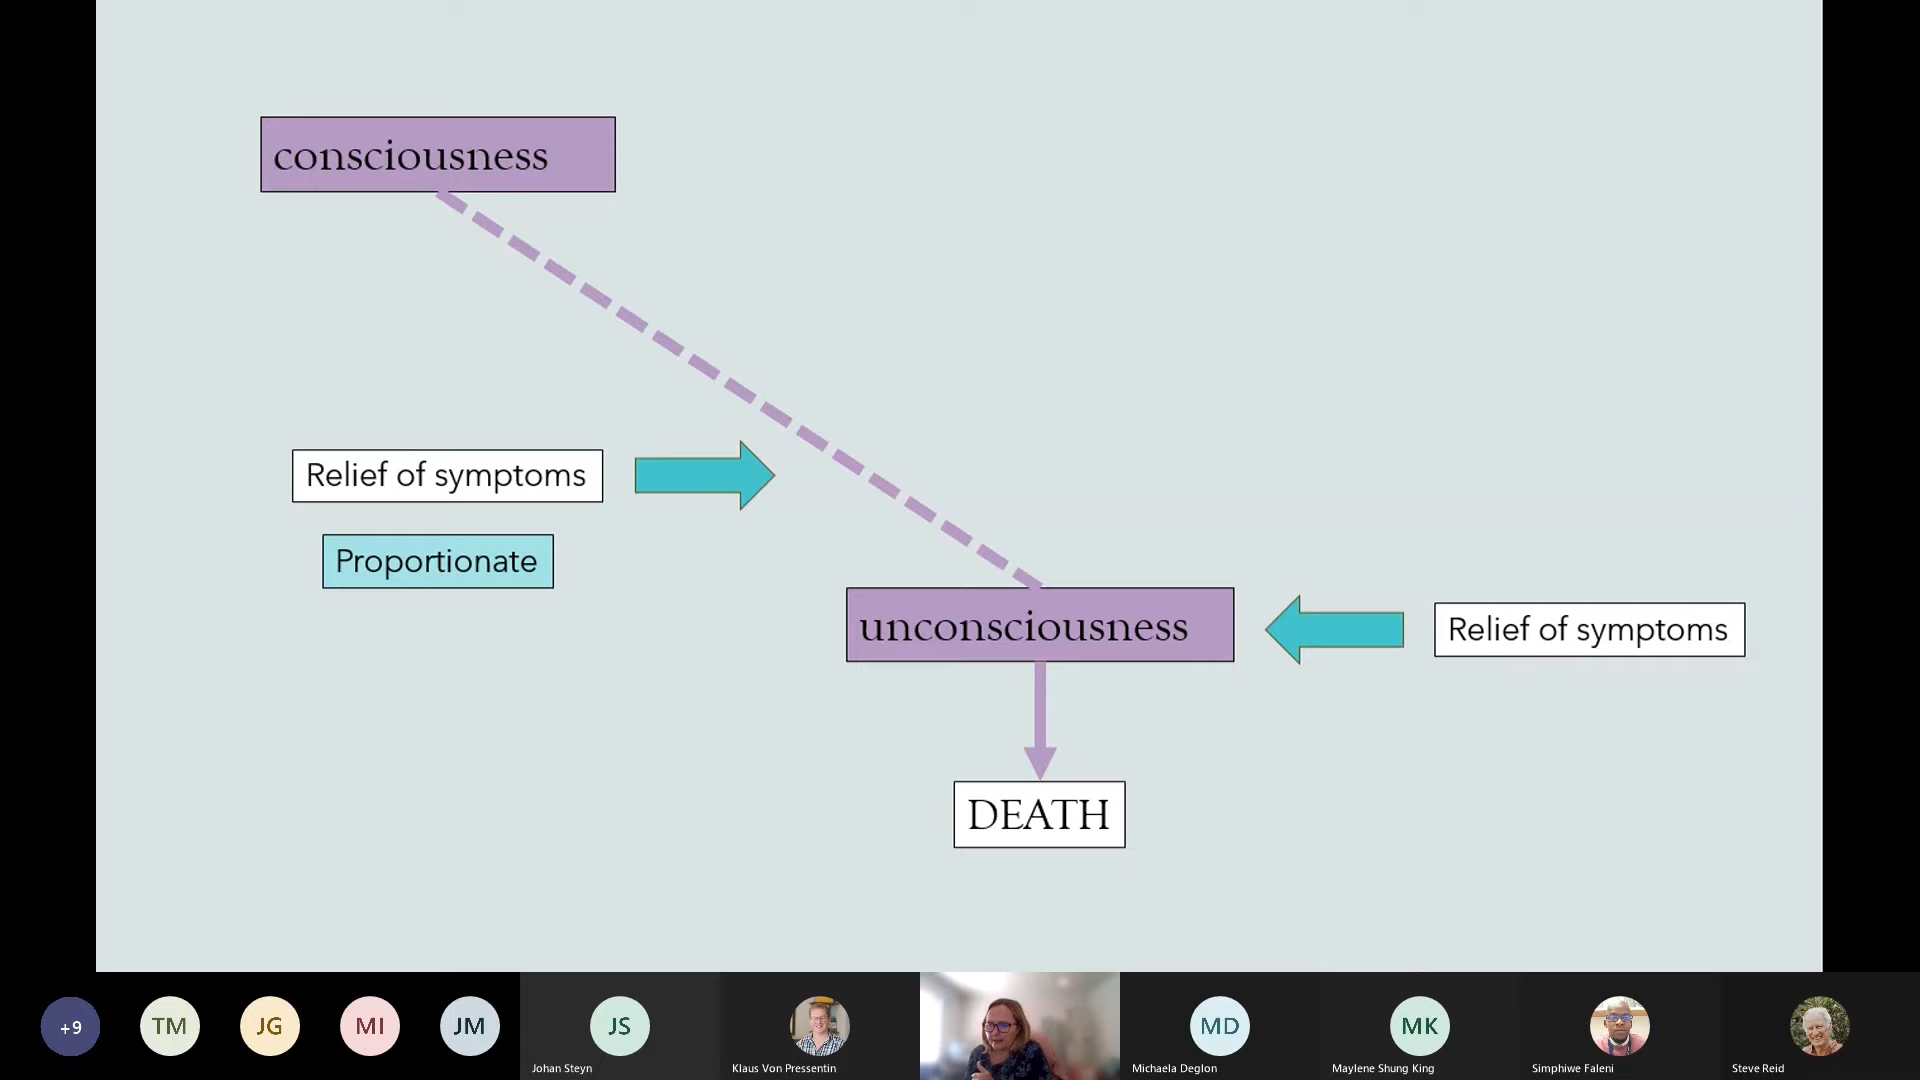 consciousness
Relief of symptoms
Proportionate
unconsciousness
Relief of symptoms
DEATH
+9
TM
JG
MI
JM
JS
Johan Steyn
Klaus Von Pressentin
MD
Michaela Deglon
MK
Maylene Shung King
Simphiwe Faleni
Steve Reid